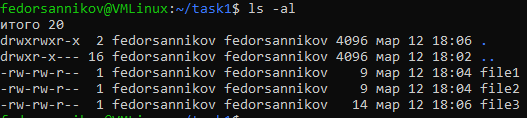 fedorsannikov@VMLinux:~/task1$ ls -al
итого 20
drwxrwxr-x  2 fedorsannikov fedorsannikov 4096 мар 12 18:06 .
drwxr-x--- 16 fedorsannikov fedorsannikov 4096 мар 12 18:02 ..
-rw-rw-r--  1 fedorsannikov fedorsannikov    9 мар 12 18:04 file1
-rw-rw-r--  1 fedorsannikov fedorsannikov    9 мар 12 18:04 file2
-rw-rw-r--  1 fedorsannikov fedorsannikov   14 мар 12 18:06 file3